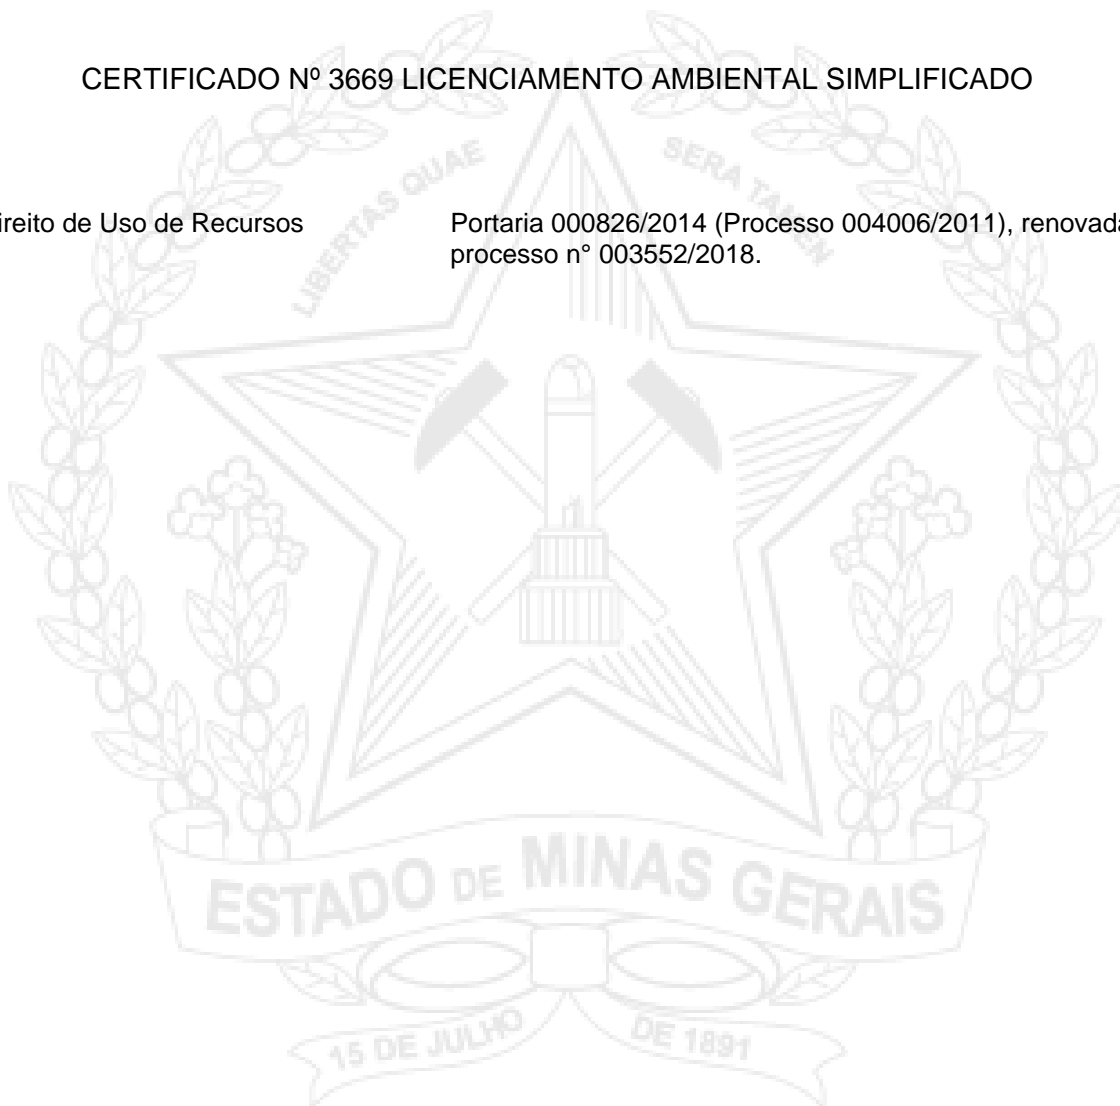 CERTIFICADO Nº 3669 LICENCIAMENTO AMBIENTAL SIMPLIFICADO
LIBERTAS QUAE SERA TAMEN
ireito de Uso de Recursos
Portaria 000826/2014 (Processo 004006/2011), renovada
processo n° 003552/2018.
ESTADO DE MINAS GERAIS
15 DE JULHO DE 1891